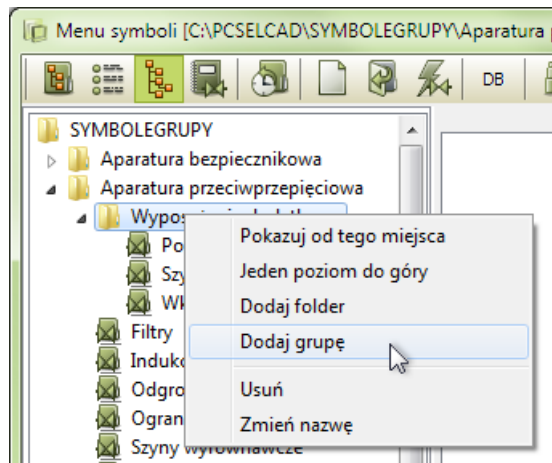 Menu symboli [C:\PCSELCAD\SYMBOLEGRUPY\Aparatura
DB
SYMBOLEGRUPY
Aparatura bezpiecznikowa
Aparatura przeciwprzepięciowa
Pokazuj od tego miejsca
Jeden poziom do góry
Dodaj folder
Filtry
Dodaj grupę
Usuń
Szyny wyrównawcze
Zmień nazwę